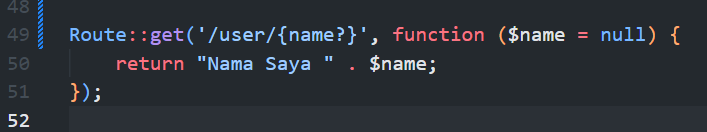 48
49 Route::get('/user/{name?}', function ($name = null) {
50     return "Nama Saya " . $name;
51 });
52